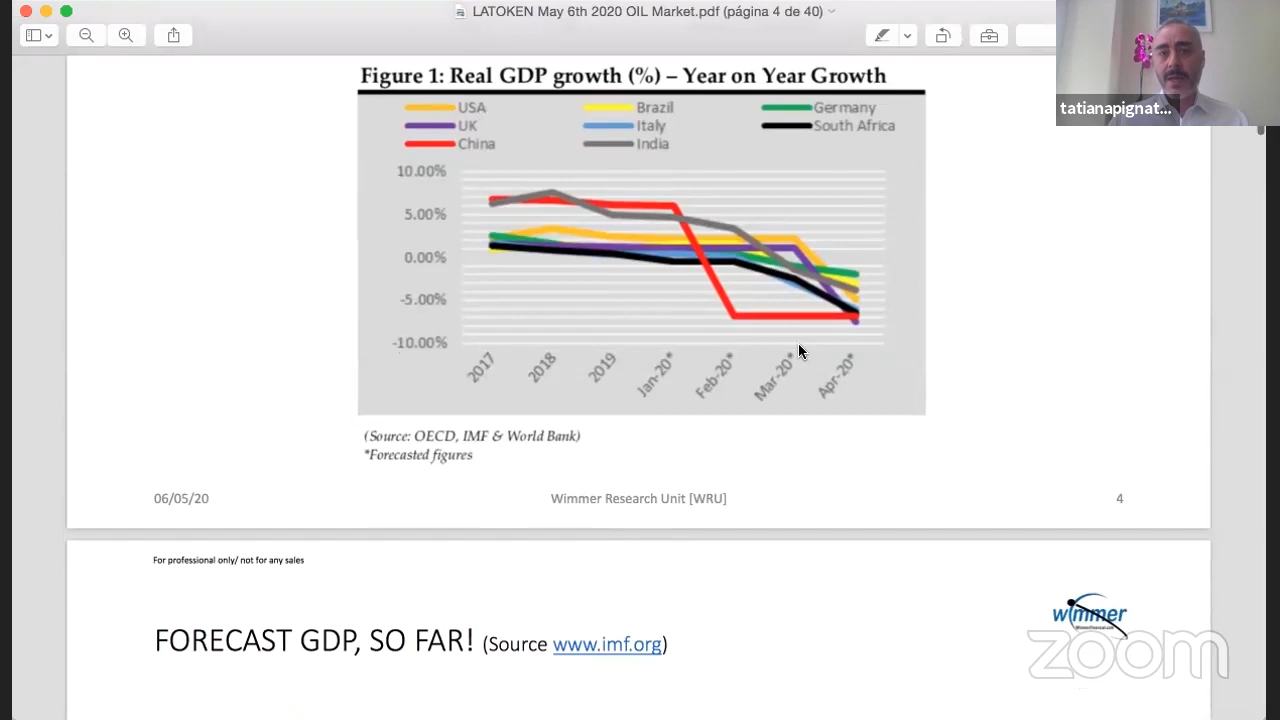 LATOKEN May 6th 2020 OIL Market.pdf (página 4 de 40)
tatianapignat...
Figure 1: Real GDP growth (%) – Year on Year Growth
USA Brazil Germany
UK Italy South Africa
China India
10.00%
5.00%
0.00%
-5.00%
-10.00%
2017 2018 2019 Jan-20* Feb-20* Mar-20* Apr-20*
(Source: OECD, IMF & World Bank)
*Forecasted figures
06/05/20 Wimmer Research Unit [WRU] 4
For professional only/ not for any sales
wimmer
FORECAST GDP, SO FAR! (Source www.imf.org)
zoom